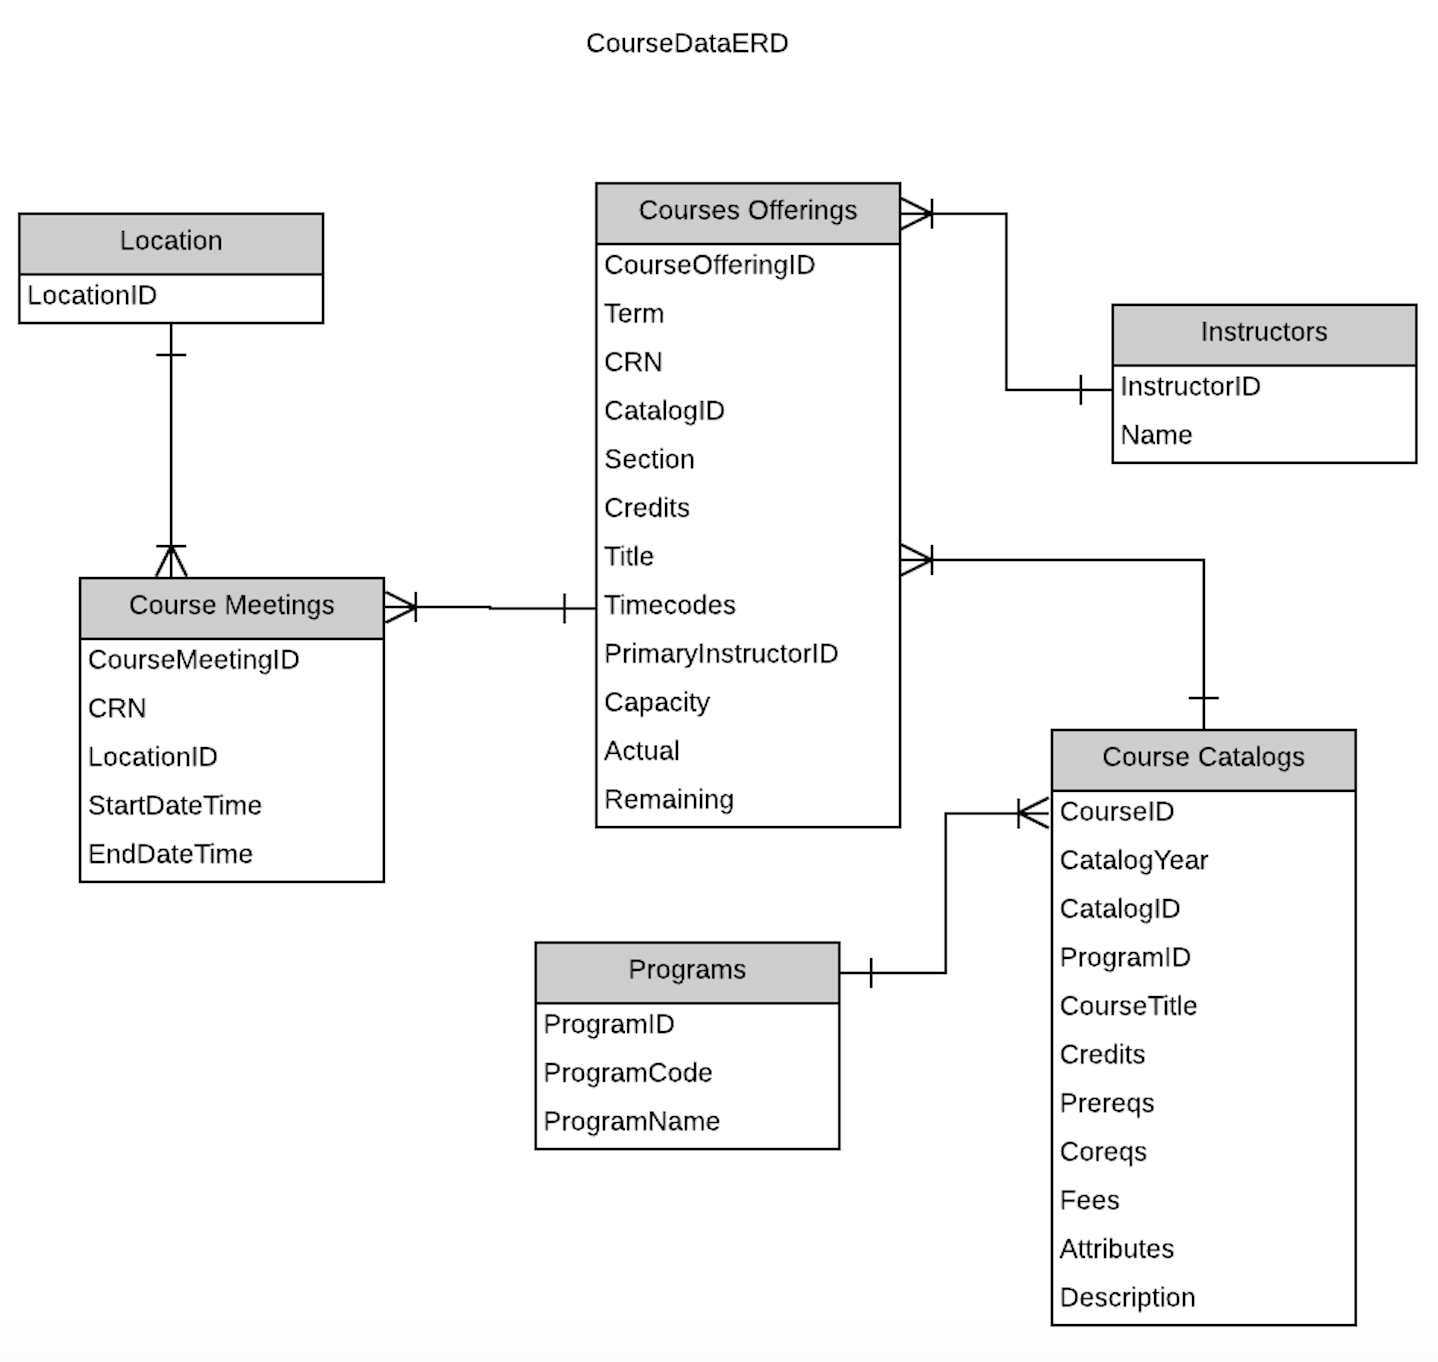 CourseDataERD
Location
LocationID
Courses Offerings
CourseOfferingID
Term
CRN
CatalogID
Section
Credits
Title
Timecodes
PrimaryInstructorID
Capacity
Actual
Remaining
Instructors
InstructorID
Name
Course Meetings
CourseMeetingID
CRN
LocationID
StartDateTime
EndDateTime
Course Catalogs
CourseID
CatalogYear
CatalogID
ProgramID
CourseTitle
Credits
Prereqs
Coreqs
Fees
Attributes
Description
Programs
ProgramID
ProgramCode
ProgramName